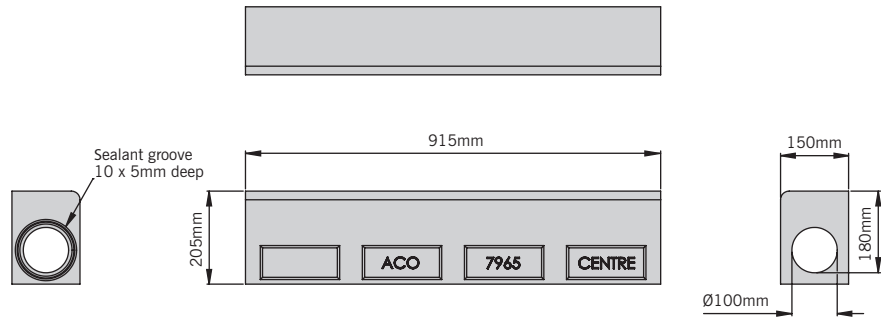 915mm
150mm
Sealant groove
10 x 5mm deep
205mm
180mm
ACO
7965
CENTRE
Ø100mm